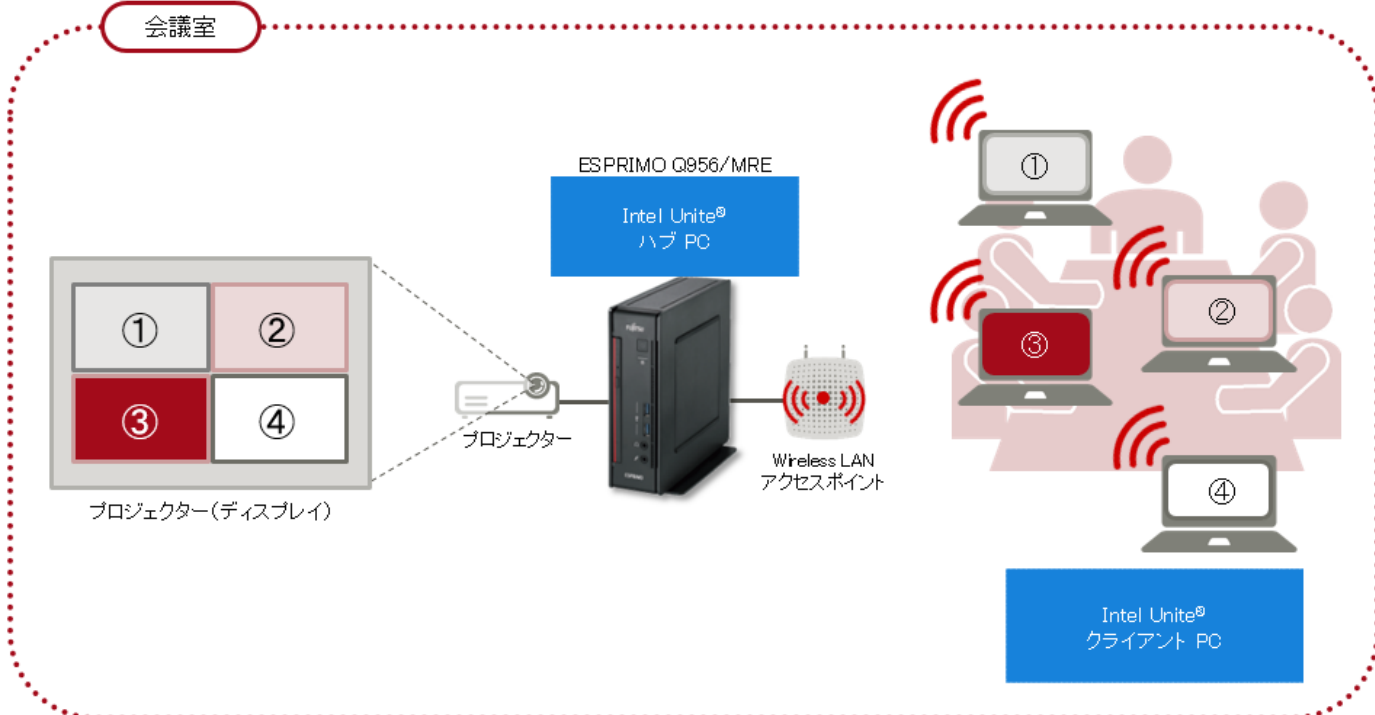 会議室
ESPRIMO Q956/MRE
Intel Unite®
ハブ PC
①
②
③
④
プロジェクター(ディスプレイ)
プロジェクター
FUJITSU
ESPRIMO
Wireless LAN
アクセスポイント
①
②
③
④
Intel Unite®
クライアント PC